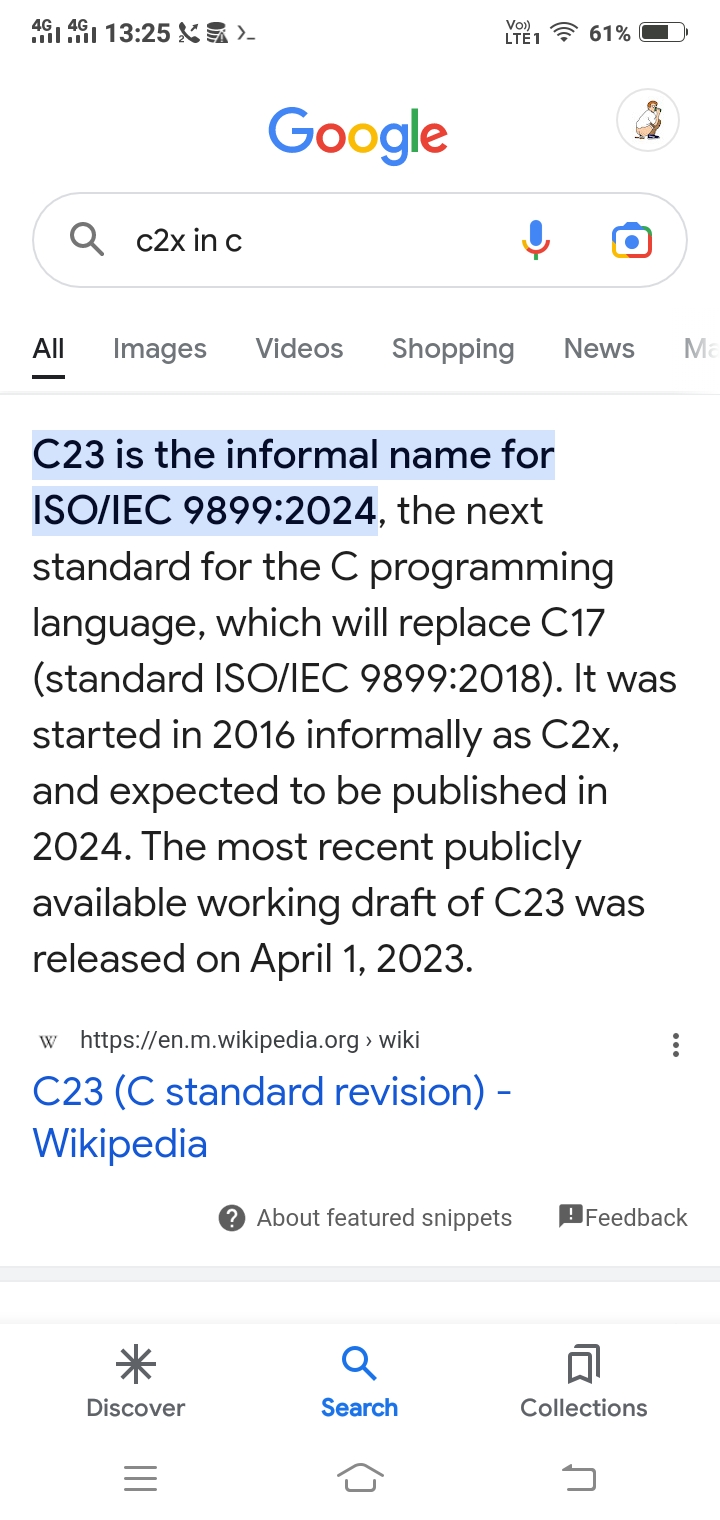 4G 4G 13:25 Vo)) LTE1 61%
Google
c2x in c
All Images Videos Shopping News Ma
C23 is the informal name for
ISO/IEC 9899:2024, the next
standard for the C programming
language, which will replace C17
(standard ISO/IEC 9899:2018). It was
started in 2016 informally as C2x,
and expected to be published in
2024. The most recent publicly
available working draft of C23 was
released on April 1, 2023.
W https://en.m.wikipedia.org › wiki
C23 (C standard revision) -
Wikipedia
About featured snippets Feedback
Discover Search Collections